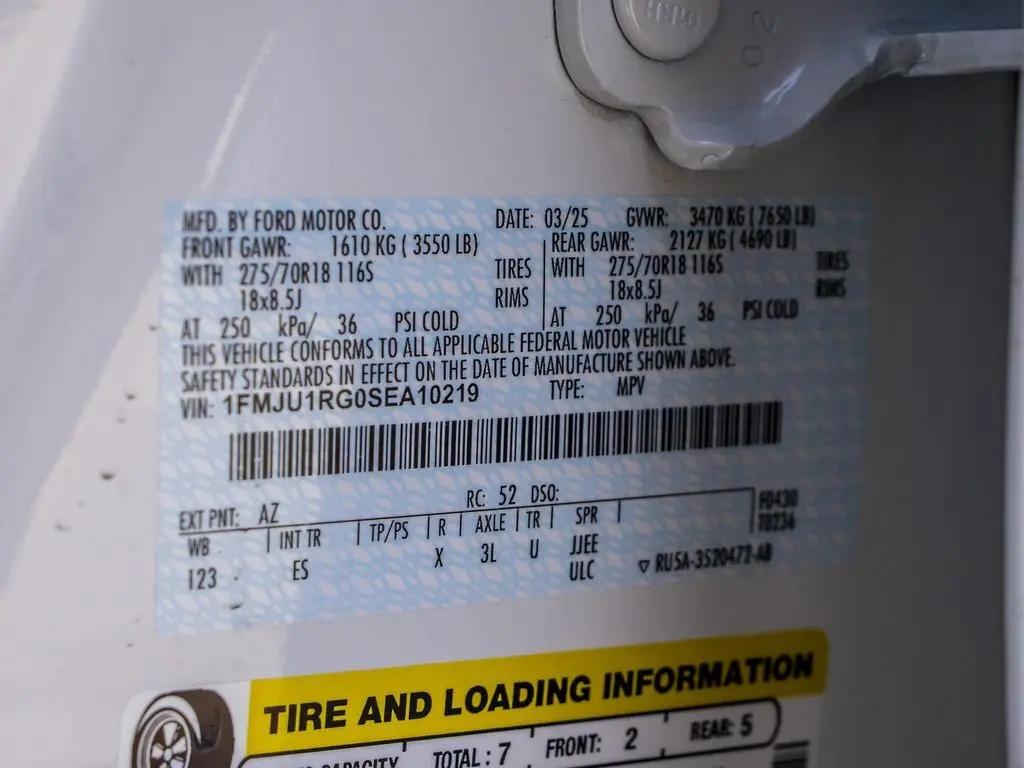 02
MFD. BY FORD MOTOR CO. DATE: 03/25 GVWR: 3470 KG ( 7650 LB)
FRONT GAWR: 1610 KG ( 3550 LB) REAR GAWR: 2127 KG ( 4690 LB)
WITH 275/70R18 116S TIRES WITH 275/70R18 116S TIRES
18x8.5J RIMS 18x8.5J RIMS
AT 250 kPa/ 36 PSI COLD AT 250 kPa/ 36 PSI COLD
THIS VEHICLE CONFORMS TO ALL APPLICABLE FEDERAL MOTOR VEHICLE
SAFETY STANDARDS IN EFFECT ON THE DATE OF MANUFACTURE SHOWN ABOVE.
VIN: 1FMJU1RG0SEA10219 TYPE: MPV
EXT PNT: AZ RC: 52 DSO:
WB INT TR TP/PS R AXLE TR SPR
123 ES X 3L U JJEE
ULC RU5A-3520472-AB
TIRE AND LOADING INFORMATION
CAPACITY TOTAL : 7 FRONT: 2 REAR: 5